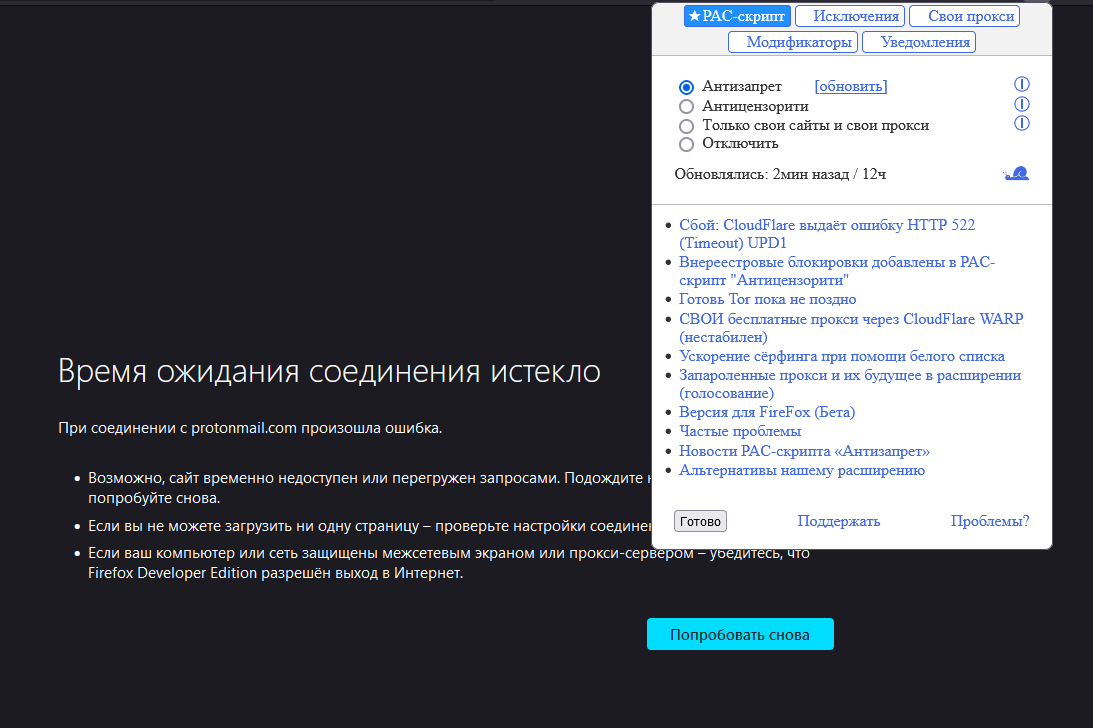 ★ PAC-скрипт Исключения Свои прокси
Модификаторы Уведомления
Антизапрет [обновить]
Антицензорити
Только свои сайты и свои прокси
Отключить
Обновлялись: 2мин назад / 12ч
Сбой: CloudFlare выдаёт ошибку HTTP 522
(Timeout) UPD1
Внереестровые блокировки добавлены в PAC-
скрипт "Антицензорити"
Готовь Tor пока не поздно
СВОИ бесплатные прокси через CloudFlare WARP
(нестабилен)
Ускорение сёрфинга при помощи белого списка
Запароленные прокси и их будущее в расширении
(голосование)
Версия для FireFox (Бета)
Частые проблемы
Новости PAC-скрипта «Антизапрет»
Альтернативы нашему расширению
Готово Поддержать Проблемы?
Время ожидания соединения истекло
При соединении с protonmail.com произошла ошибка.
Возможно, сайт временно недоступен или перегружен запросами. Подождите
попробуйте снова.
Если вы не можете загрузить ни одну страницу – проверьте настройки
Если ваш компьютер или сеть защищены межсетевым экраном или прокси-сервером – убедитесь, что
Firefox Developer Edition разрешён выход в Интернет.
Попробовать снова